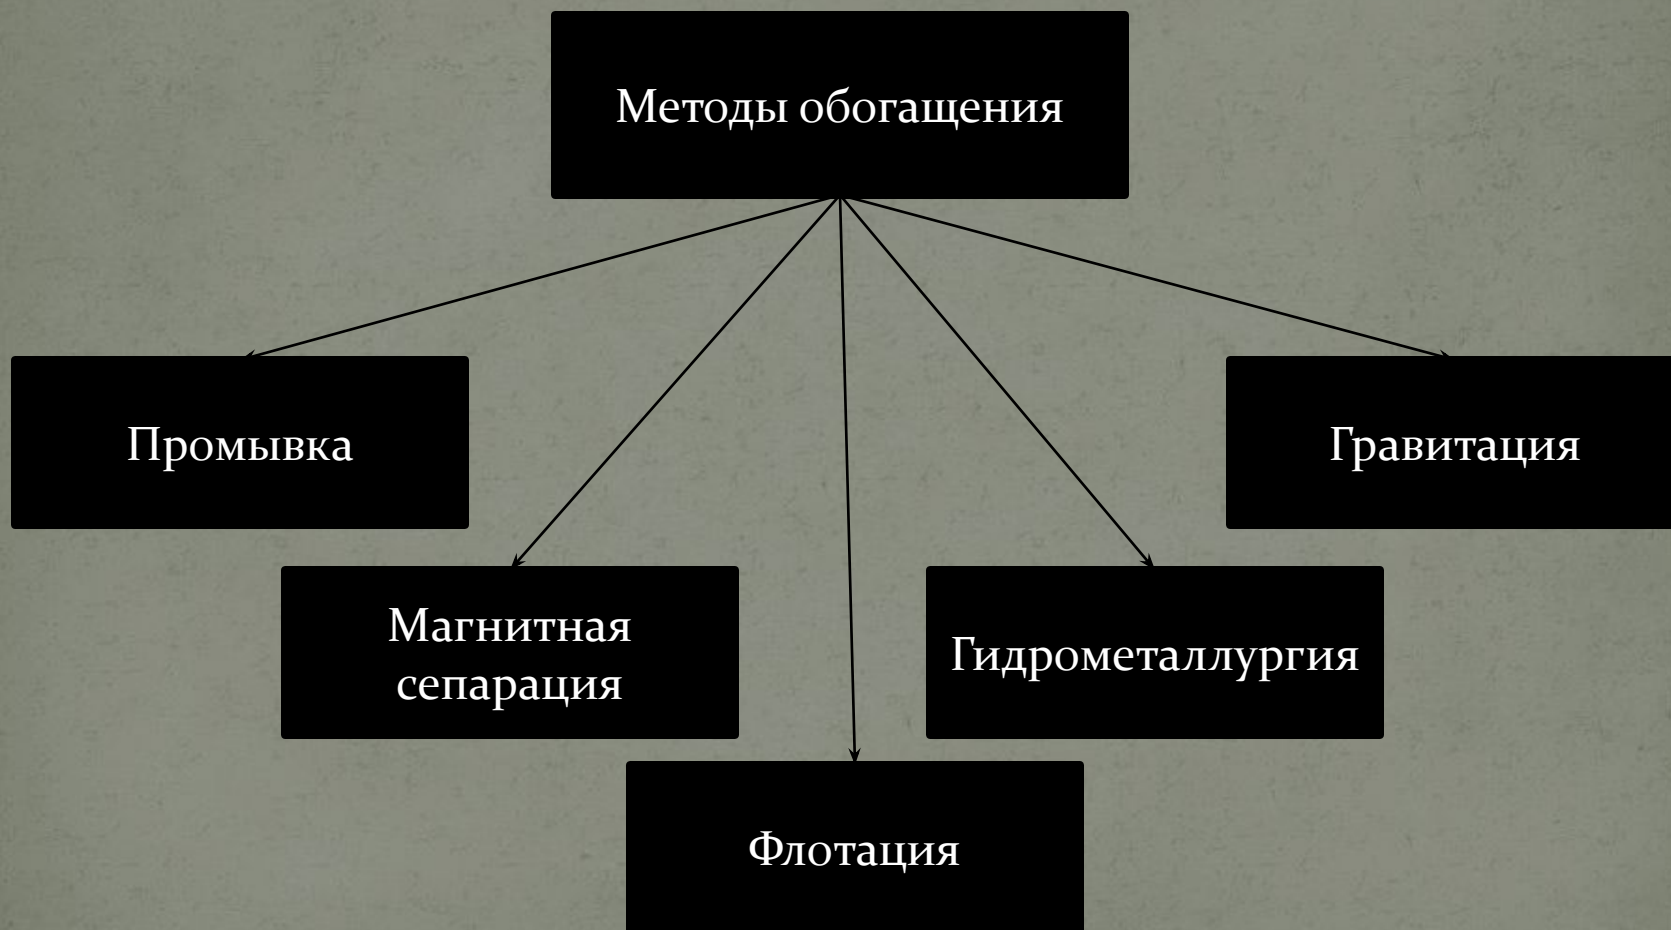 Методы обогащения
Промывка
Гравитация
Магнитная
сепарация
Гидрометаллургия
Флотация